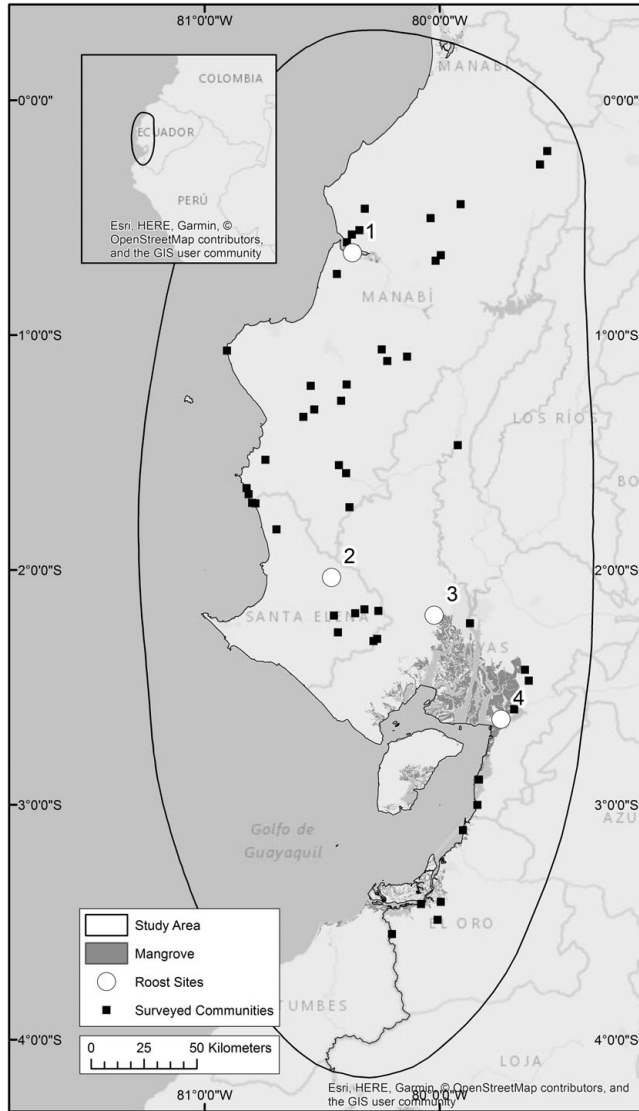 81°0'0"W 80°0'0"W
MANABÍ
COLOMBIA
ECUADOR
PERÚ
Esri, HERE, Garmin, ©
OpenStreetMap contributors,
and the GIS user community
0°0'0" 0°0'0"S
1
MANABÍ
1°0'0"S 1°0'0"S
LOS RÍOS
BO
2°0'0"S 2°0'0"S
2
3
SANTA ELENA
YAS
4
3°0'0"S 3°0'0"S
AZU
Golfo de
Guayaquil
EL ORO
Study Area
Mangrove
Roost Sites
Surveyed Communities
TUMBES
0 25 50 Kilometers
4°0'0"S 4°0'0"S
LOJA
Esri, HERE, Garmin, © OpenStreetMap contributors, and
the GIS user community
81°0'0"W 80°0'0"W